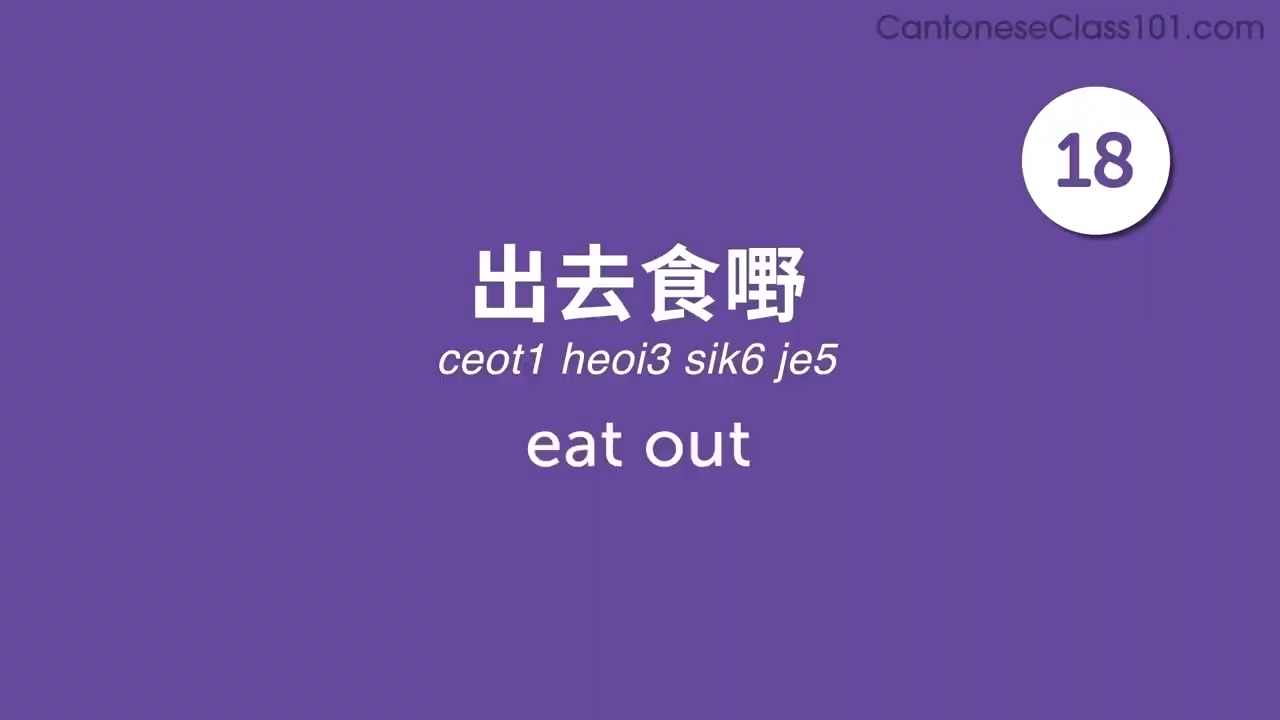 CantoneseClass101.com
18
出去食嘢
ceot1 heoi3 sik6 je5
eat out